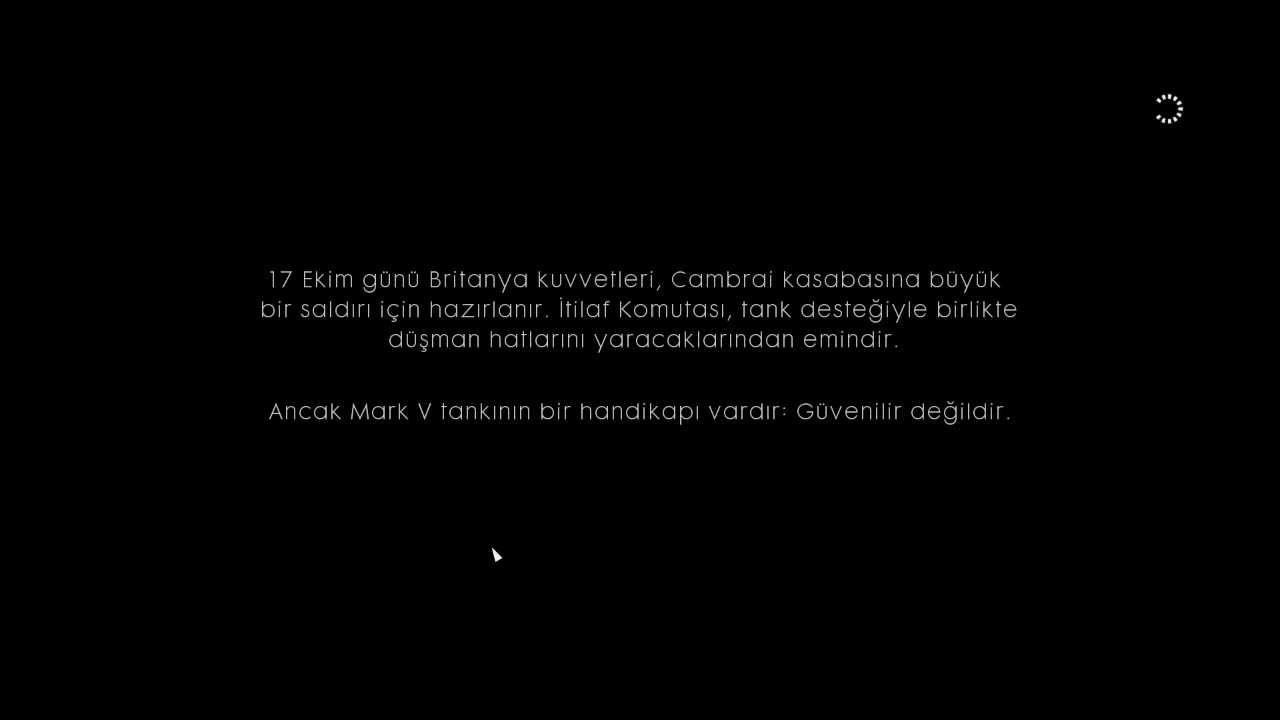 17 Ekim günü Britanya kuvvetleri, Cambrai kasabasına büyük
bir saldırı için hazırlanır. İtilaf Komutası, tank desteğiyle birlikte
düşman hatlarını yaracaklarından emindir.
Ancak Mark V tankının bir handikapı vardır: Güvenilir değildir.